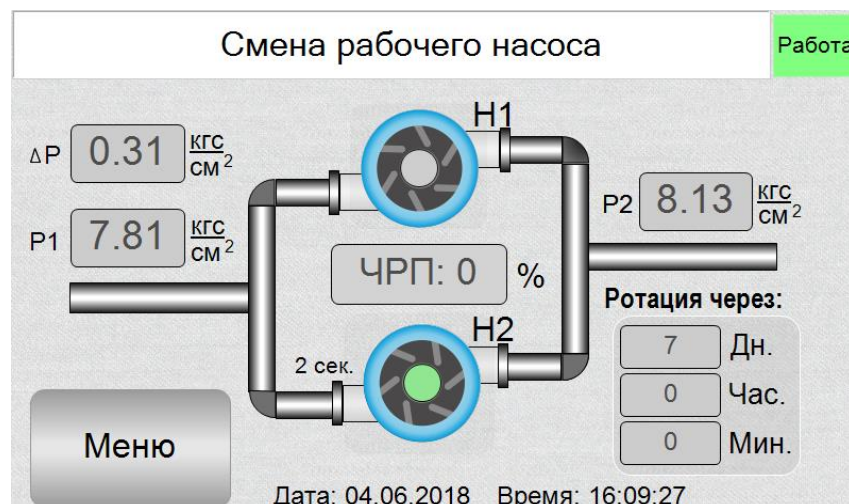 Смена рабочего насоса
Работа
H1
ΔP 0.31 кгс/см²
P1 7.81 кгс/см²
P2 8.13 кгс/см²
ЧРП: 0 %
Ротация через:
7 Дн.
0 Час.
0 Мин.
H2
2 сек.
Меню
Дата: 04.06.2018 Время: 16:09:27